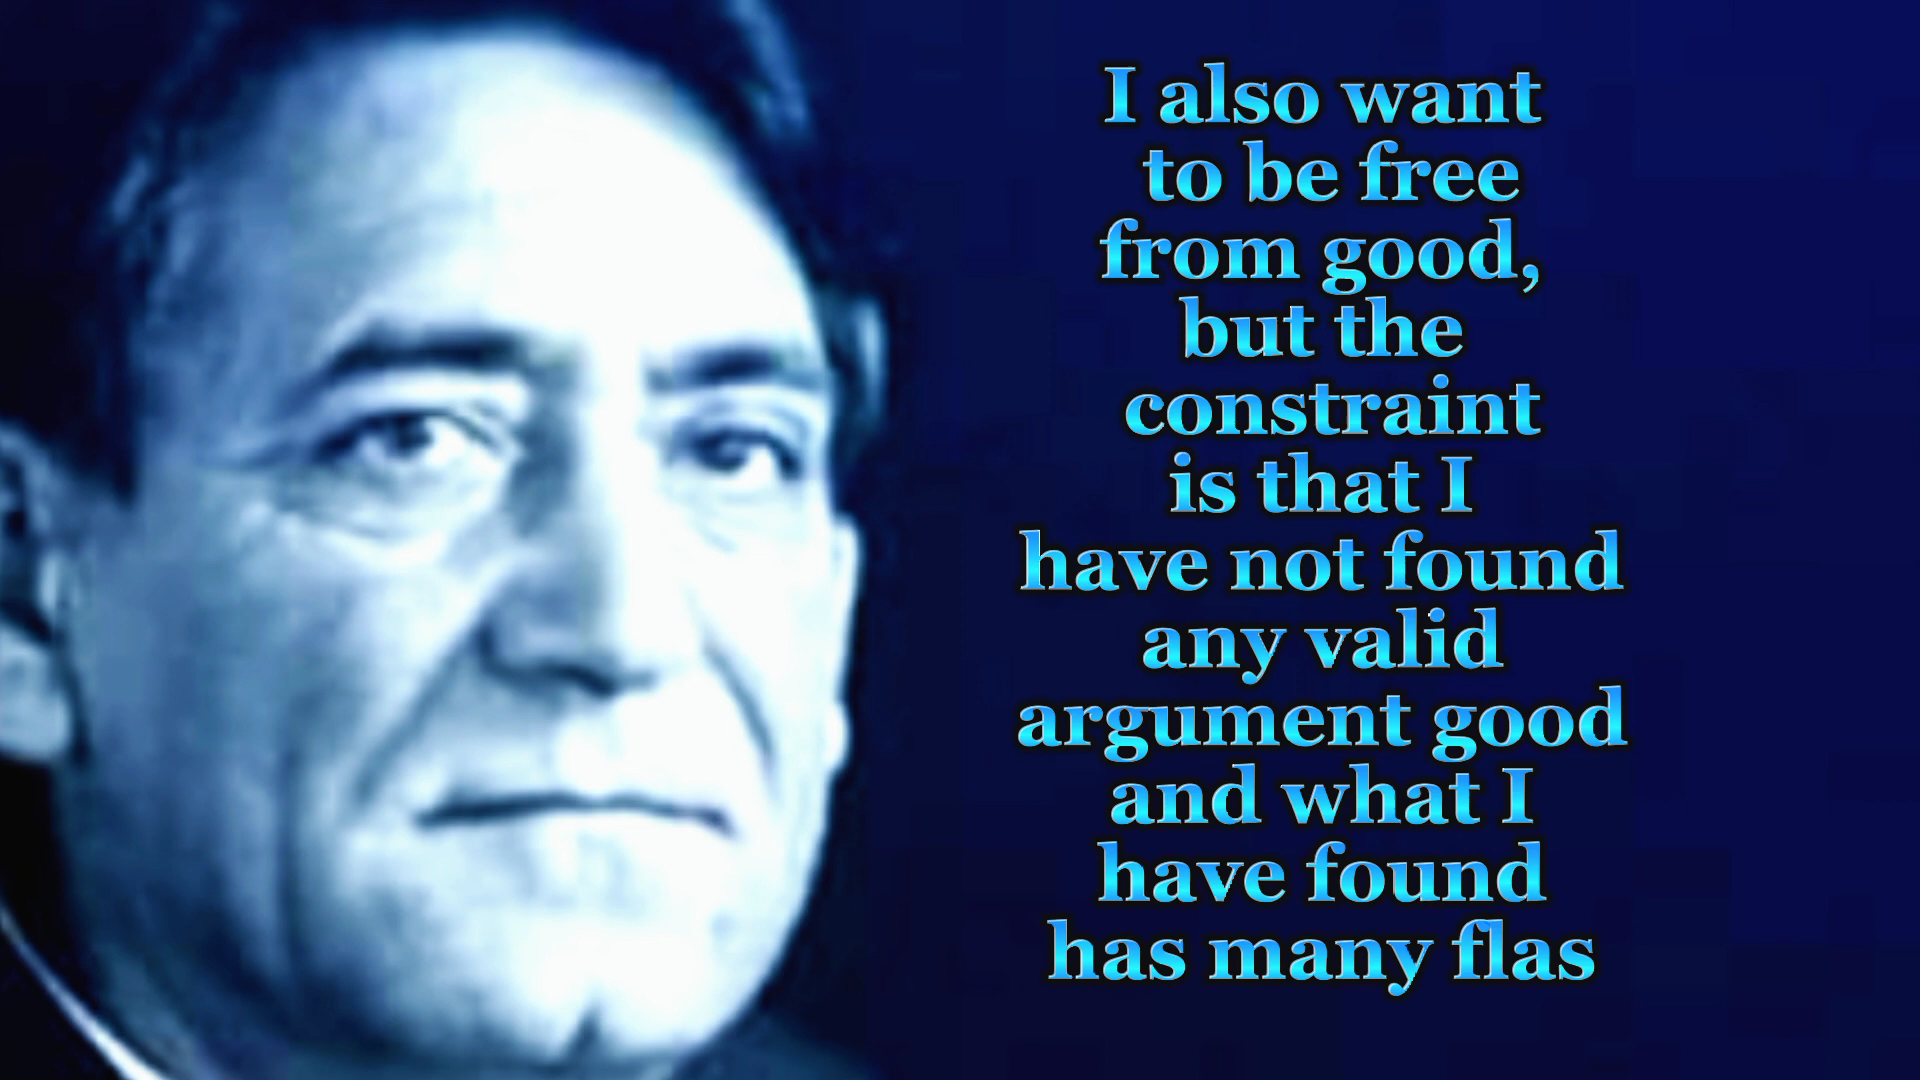 I also want
to be free
from good,
but the
constraint
is that I
have not found
any valid
argument good
and what I
have found
has many flas